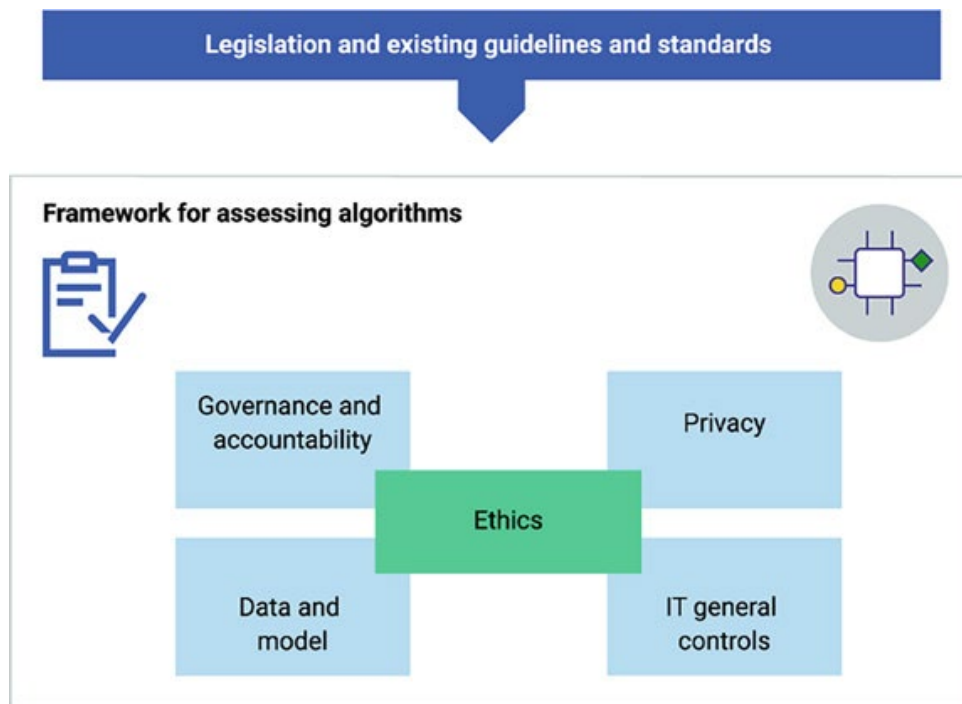 Legislation and existing guidelines and standards
Framework for assessing algorithms
Governance and
accountability
Privacy
Ethics
Data and
model
IT general
controls